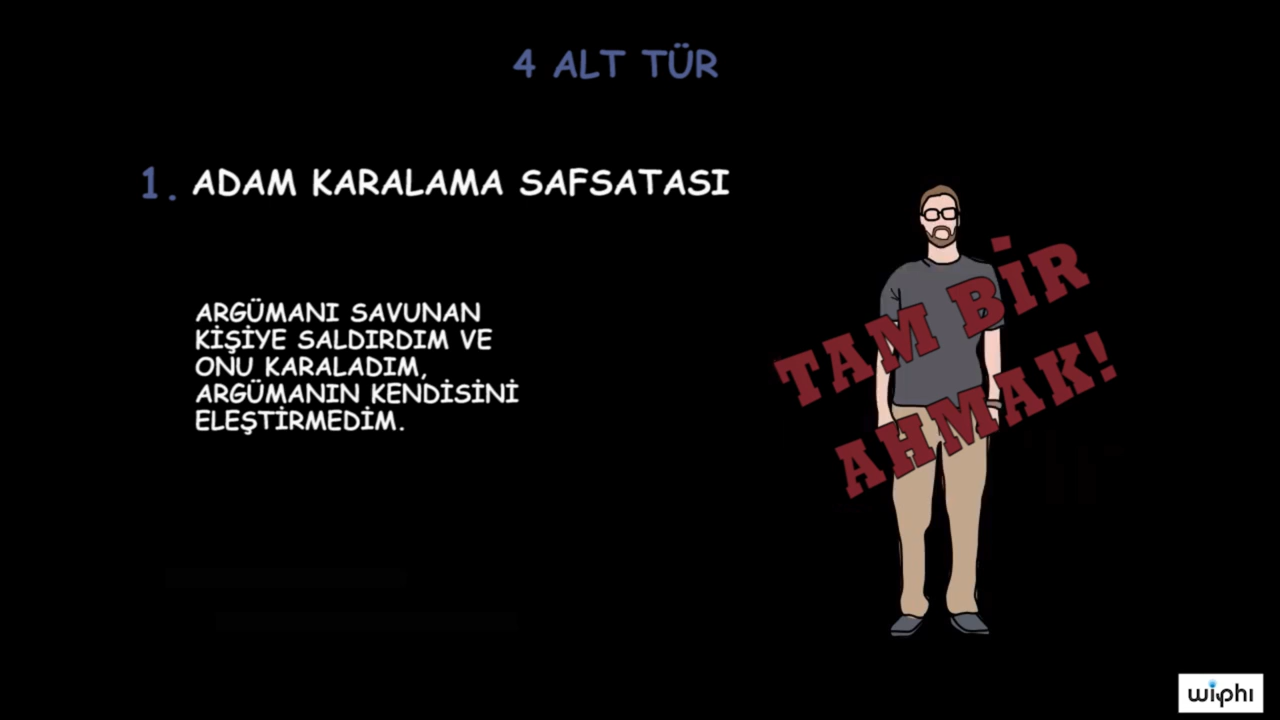 4 ALT TÜR
1. ADAM KARALAMA SAFSATASI
ARGÜMANI SAVUNAN
KİŞİYE SALDIRDIM VE
ONU KARALADIM,
ARGÜMANIN KENDİSİNİ
ELEŞTİRMEDİM.
TAM BİR
AHMAK!
wiphi